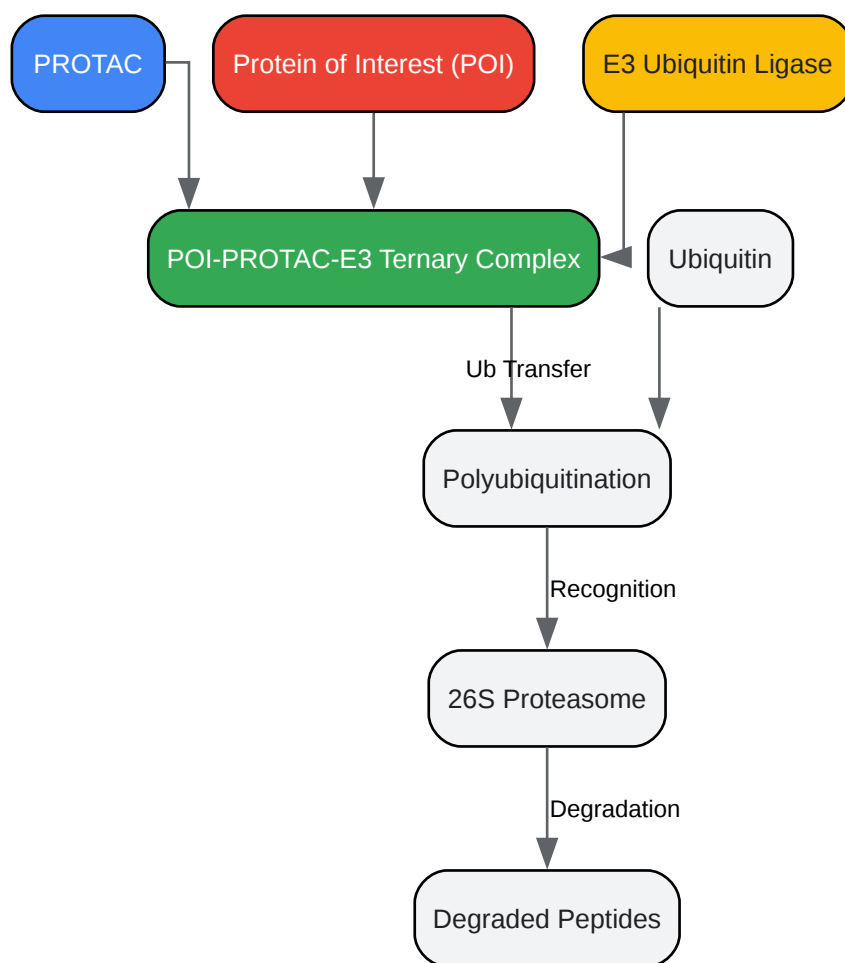 PROTAC
Protein of Interest (POI)
E3 Ubiquitin Ligase
POI-PROTAC-E3 Ternary Complex
Ubiquitin
Ub Transfer
Polyubiquitination
Recognition
26S Proteasome
Degradation
Degraded Peptides